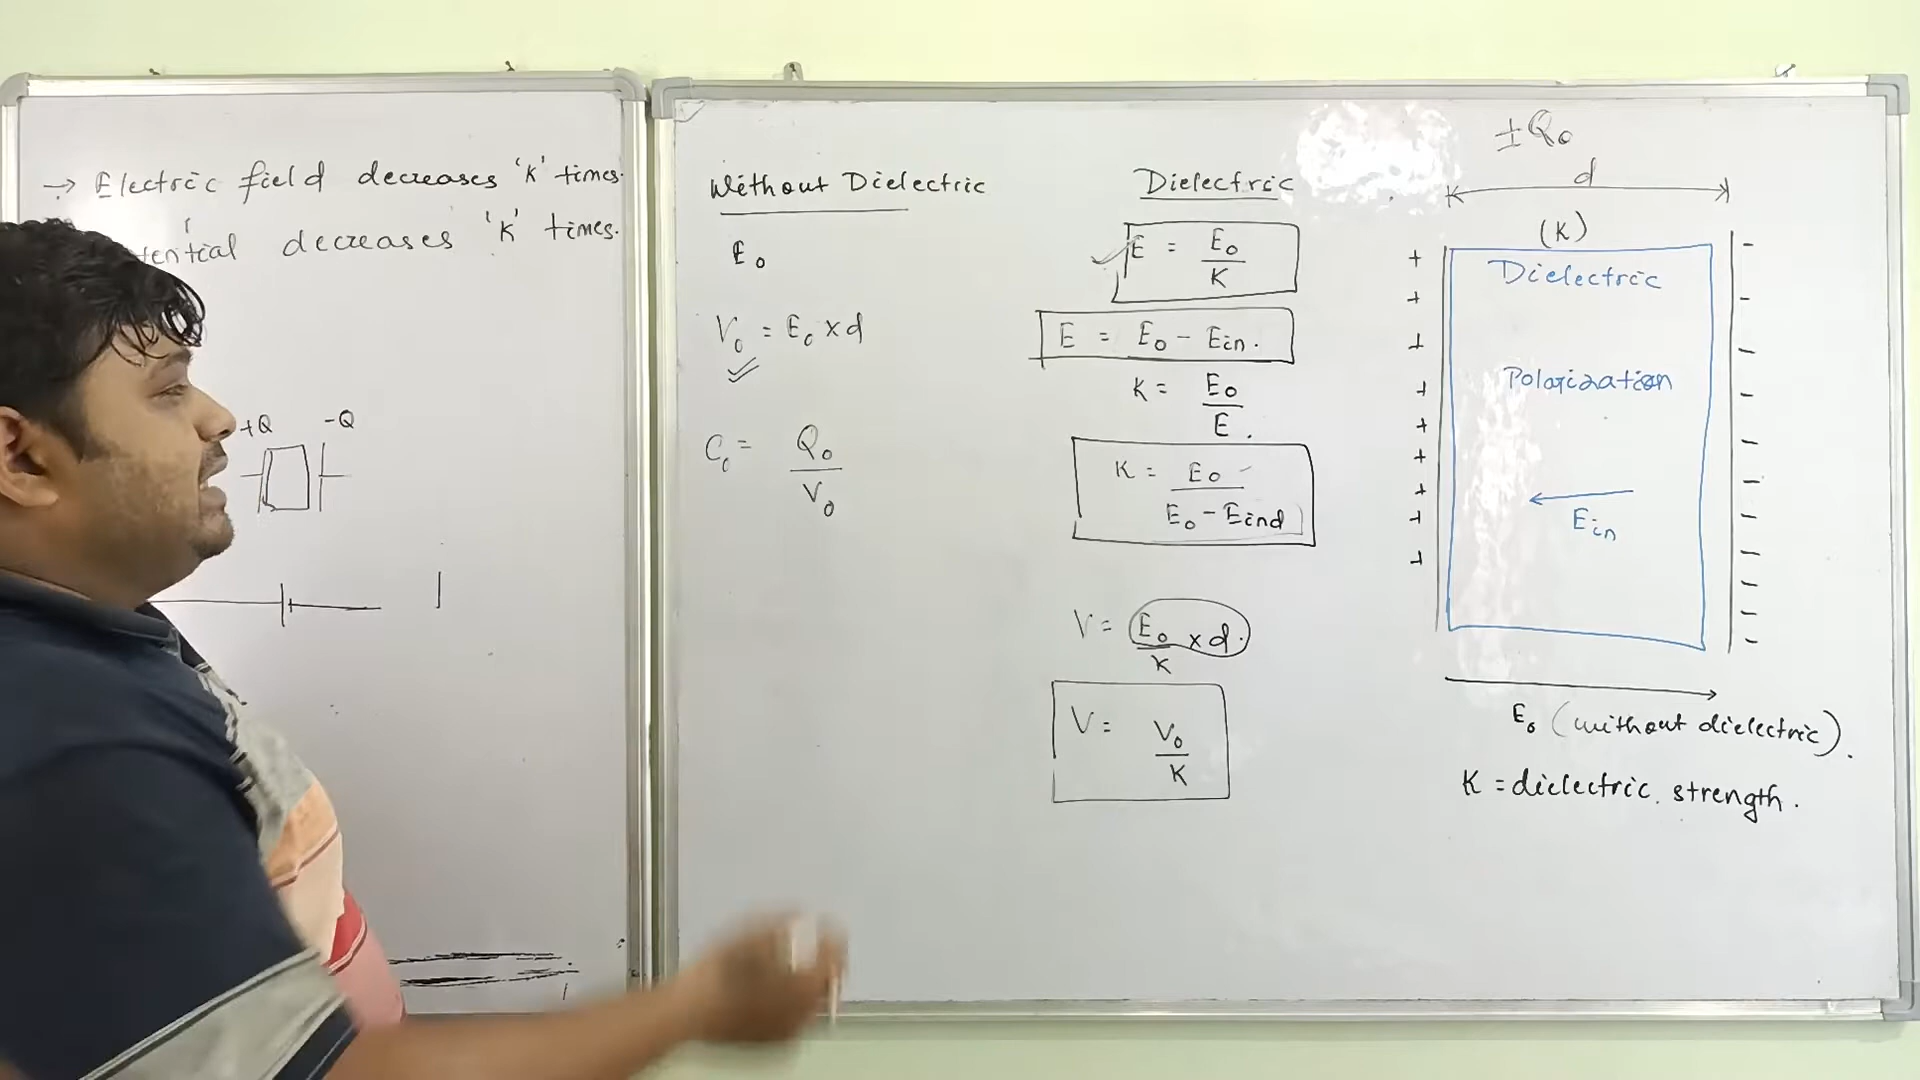 → Electric field decreases 'K' times.
tential decreases 'K' times.
+Q -Q
Without Dielectric
E₀
V₀ = E₀ × d
C₀ = Q₀ / V₀
Dielectric
E = E₀ / K
E = E₀ - Ein.
K = E₀ / E.
K = E₀ / E₀ - Eind
V = E₀ / K × d.
V = V₀ / K
±Q₀
d
(K)
Dielectric
Polarization
Ein
+ + + + + + + + +
- - - - - - - - - - - -
E₀ (without dielectric).
K = dielectric strength.